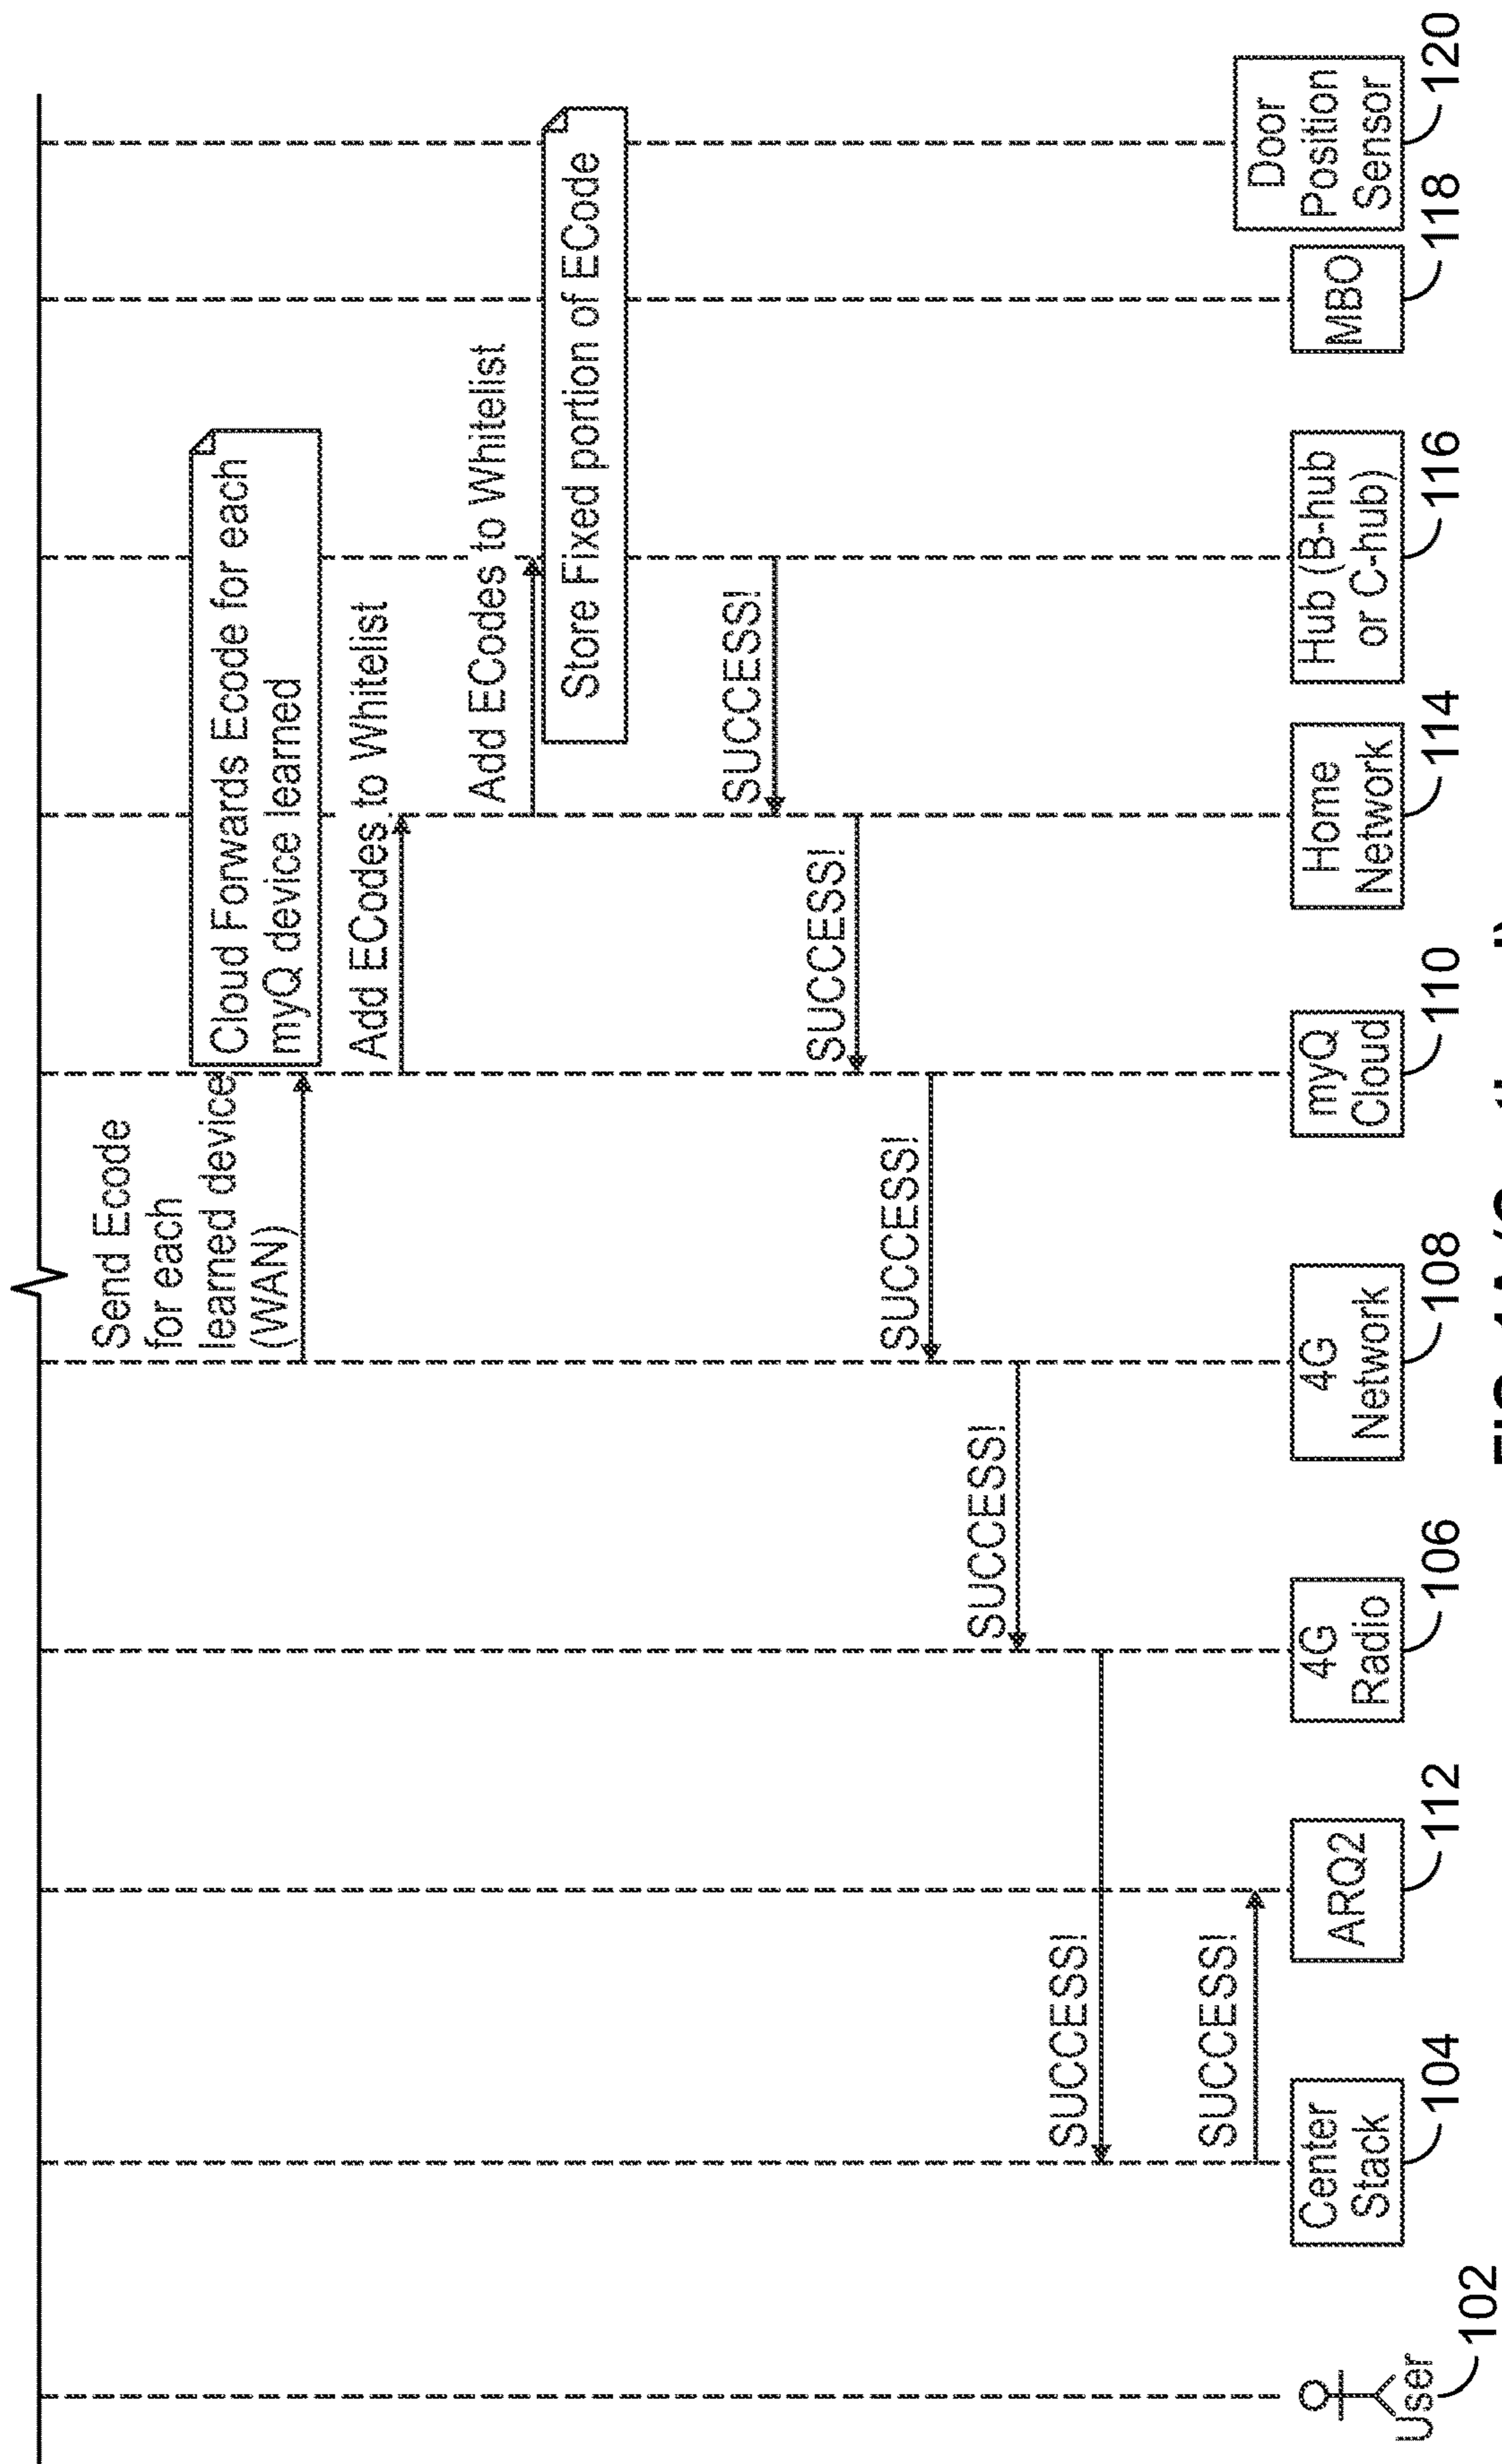 Send Ecode
for each
learned device
(WAN)
Cloud Forwards Ecode for each
myQ device learned
Add ECodes to Whitelist
Add ECodes to Whitelist
Store Fixed portion of ECode
SUCCESS!
SUCCESS!
SUCCESS!
SUCCESS!
SUCCESS!
SUCCESS!
User
102
Center
Stack
104
ARQ2
112
4G
Radio
106
4G
Network
108
myQ
Cloud
110
Home
Network
114
Hub (B-hub
or C-hub)
116
MBO
118
Door
Position
Sensor
120